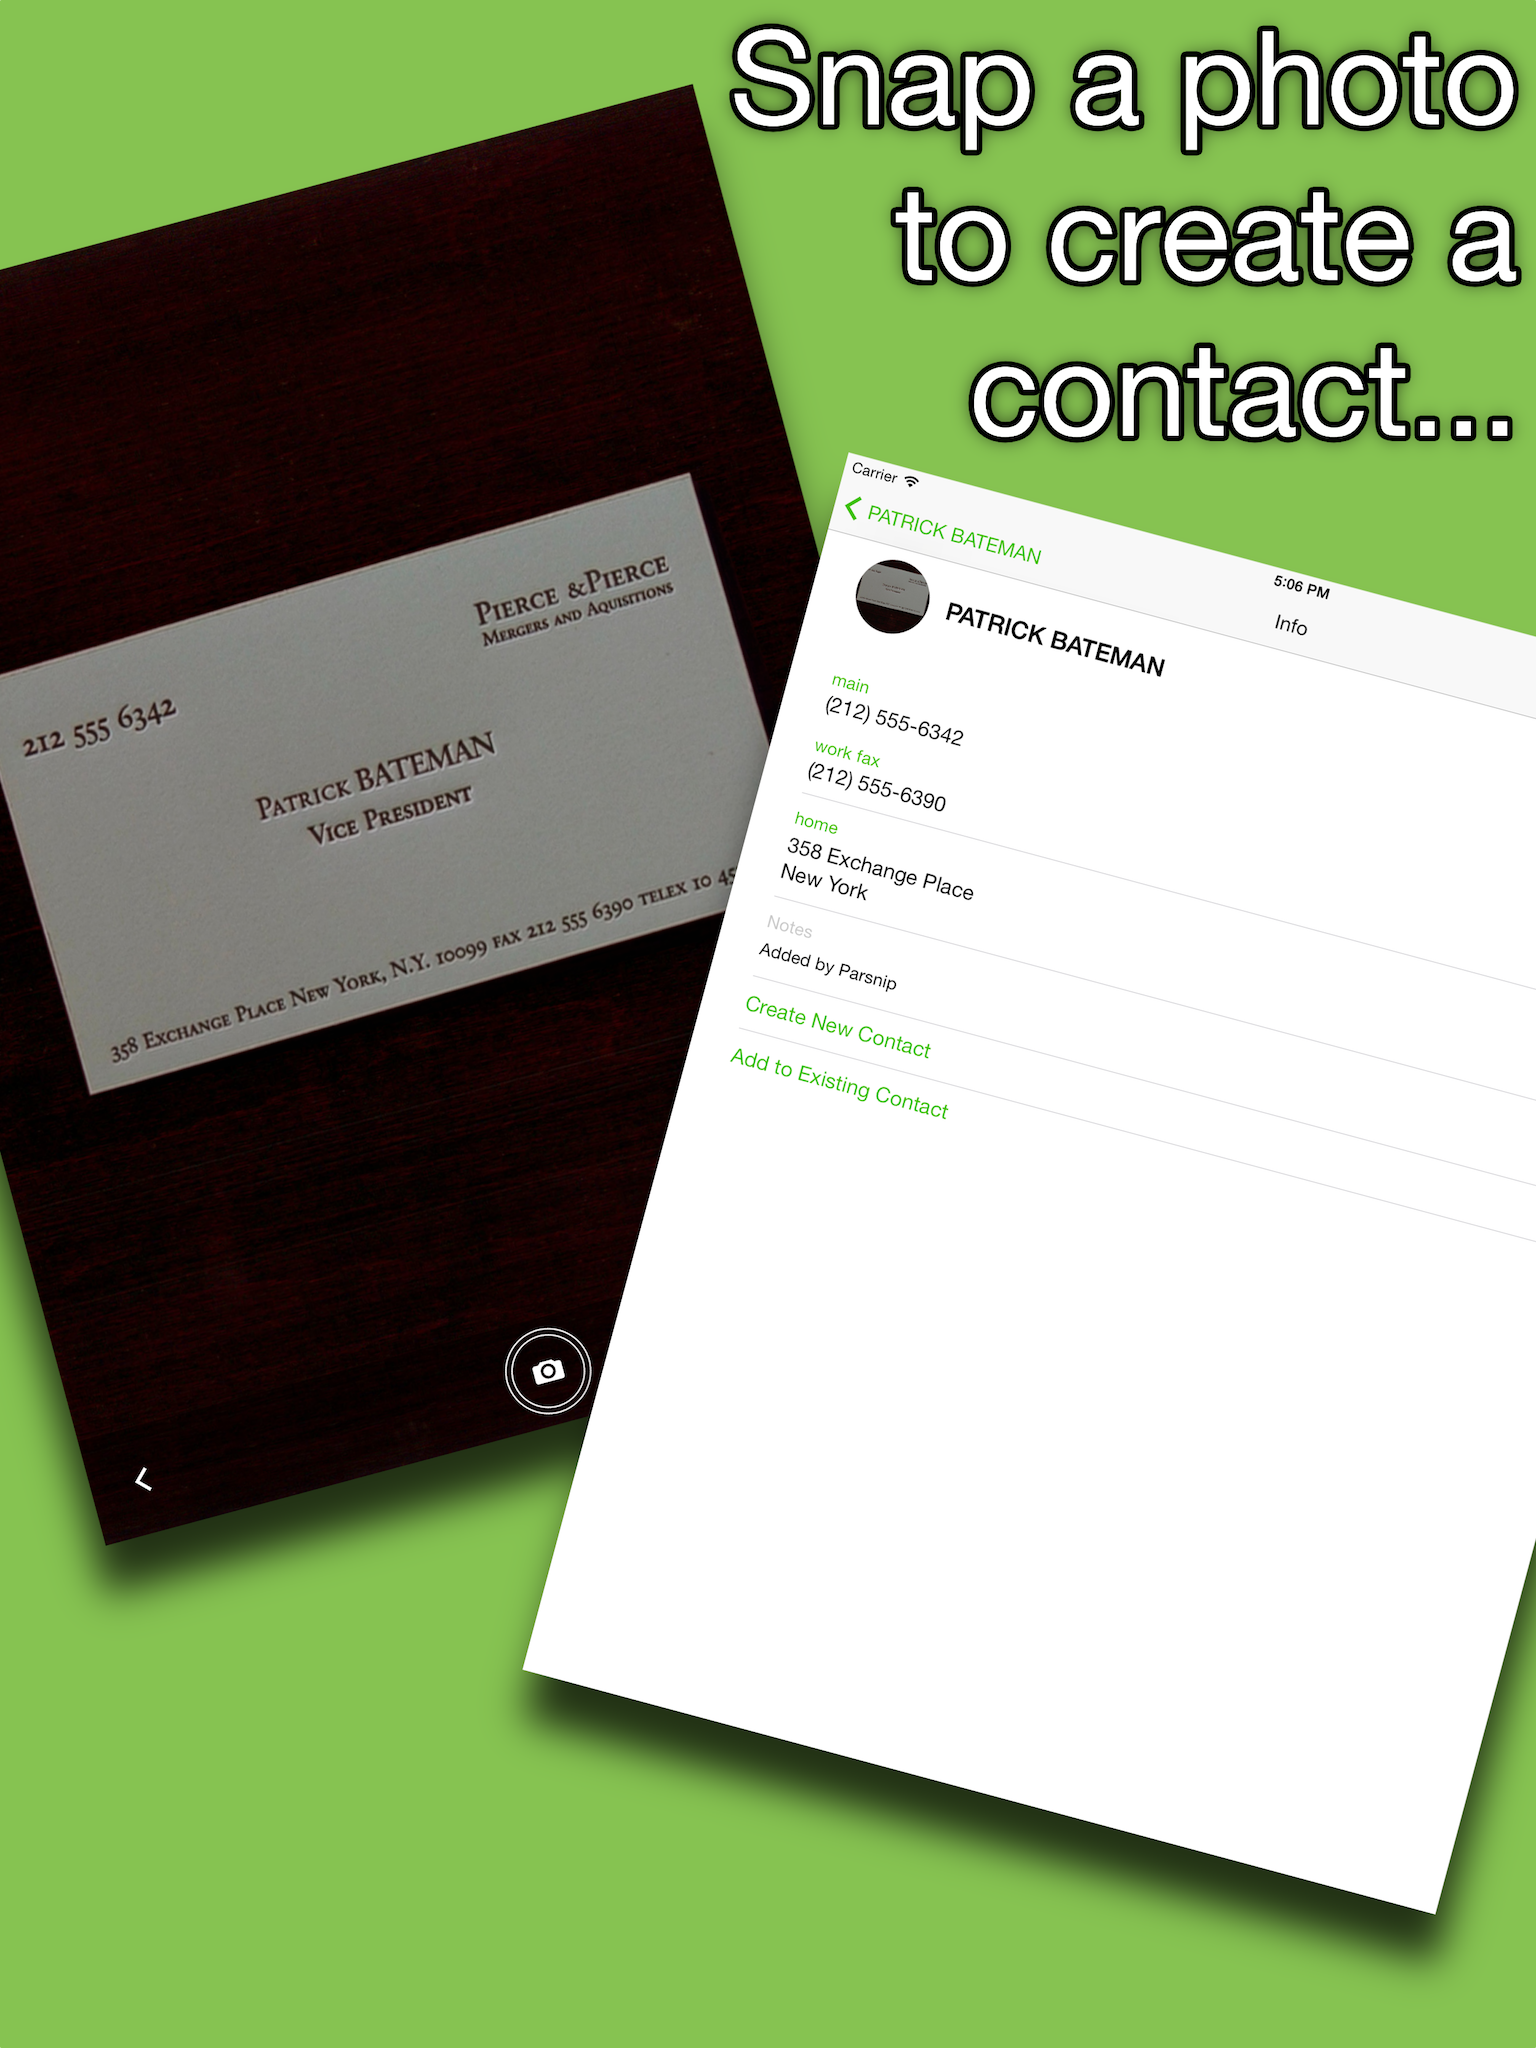 Snap a photo
to create a
contact...
PIERCE &PIERCE
MERGERS AND AQUISITIONS
212 555 6342
PATRICK BATEMAN
VICE PRESIDENT
358 EXCHANGE PLACE NEW YORK, N.Y. 10099 FAX 212 555 6390 TELEX 10 45
Carrier
5:06 PM
PATRICK BATEMAN
Info
PATRICK BATEMAN
main
(212) 555-6342
work fax
(212) 555-6390
home
358 Exchange Place
New York
Notes
Added by Parsnip
Create New Contact
Add to Existing Contact